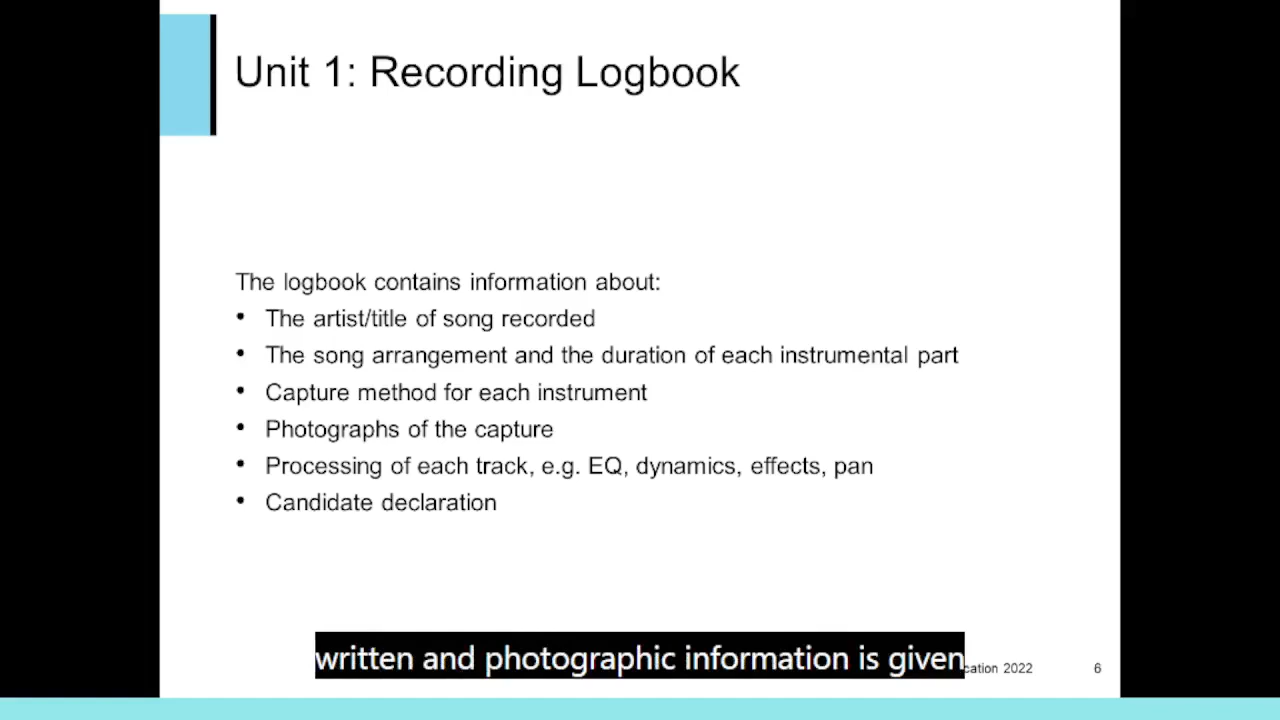 Unit 1: Recording Logbook
The logbook contains information about:
• The artist/title of song recorded
• The song arrangement and the duration of each instrumental part
• Capture method for each instrument
• Photographs of the capture
• Processing of each track, e.g. EQ, dynamics, effects, pan
• Candidate declaration
written and photographic information is given
2022
6